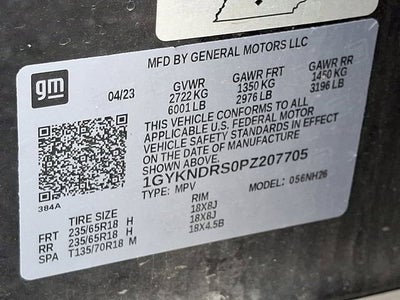 MFD BY GENERAL MOTORS LLC
gm
04/23
GVWR GAWR FRT GAWR RR
2722 KG 1350 KG 1450 KG
6001 LB 2976 LB 3196 LB
THIS VEHICLE CONFORMS TO ALL
APPLICABLE U.S. FEDERAL MOTOR
VEHICLE SAFETY STANDARDS IN EFFECT
ON THE DATE OF MANUFACTURE
SHOWN ABOVE.
1GYKNDRS0PZ207705
TYPE: MPV MODEL: 056NH26
384A
TIRE SIZE RIM
FRT 235/65R18 H 18X8J
RR 235/65R18 H 18X8J
SPA T135/70R18 M 18X4.5B